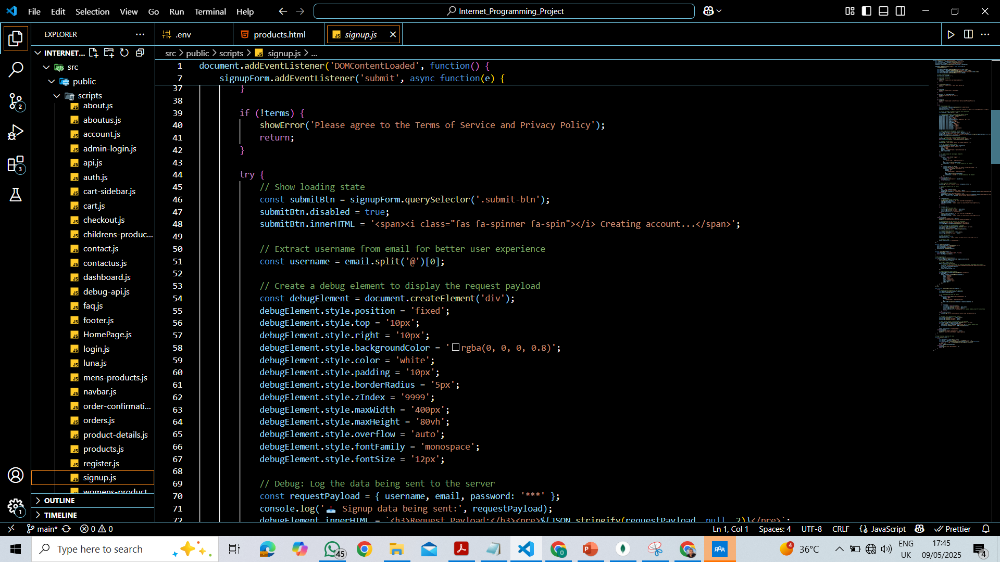 File Edit Selection View Go Run Terminal Help
Internet_Programming_Project
EXPLORER
.env
products.html
signup.js
INTERNET...
src > public > scripts > signup.js > ...
src
public
scripts
about.js
aboutus.js
account.js
admin-login.js
api.js
auth.js
cart-sidebar.js
cart.js
checkout.js
childrens-produc...
contact.js
contactus.js
dashboard.js
debug-api.js
faq.js
footer.js
HomePage.js
login.js
luna.js
mens-products.js
navbar.js
order-confirmati...
orders.js
product-details.js
products.js
register.js
signup.js
womens-product
OUTLINE
TIMELINE
2
3
1
1 document.addEventListener('DOMContentLoaded', function() {
7 signupForm.addEventListener('submit', async function(e) {
37 }
38
39 if (!terms) {
40 showError('Please agree to the Terms of Service and Privacy Policy');
41 return;
42 }
43
44 try {
45 // Show loading state
46 const submitBtn = signupForm.querySelector('.submit-btn');
47 submitBtn.disabled = true;
48 submitBtn.innerHTML = '<span><i class="fas fa-spinner fa-spin"></i> Creating account...</span>';
49
50 // Extract username from email for better user experience
51 const username = email.split('@')[0];
52
53 // Create a debug element to display the request payload
54 const debugElement = document.createElement('div');
55 debugElement.style.position = 'fixed';
56 debugElement.style.top = '10px';
57 debugElement.style.right = '10px';
58 debugElement.style.backgroundColor = 'rgba(0, 0, 0, 0.8)';
59 debugElement.style.color = 'white';
60 debugElement.style.padding = '10px';
61 debugElement.style.borderRadius = '5px';
62 debugElement.style.zIndex = '9999';
63 debugElement.style.maxWidth = '400px';
64 debugElement.style.maxHeight = '80vh';
65 debugElement.style.overflow = 'auto';
66 debugElement.style.fontFamily = 'monospace';
67 debugElement.style.fontSize = '12px';
68
69 // Debug: Log the data being sent to the server
70 const requestPayload = { username, email, password: '***' };
71 console.log('📤 Signup data being sent:', requestPayload);
72 debugElement.innerHTML = `<h3>Request Payload:</h3><pre>${JSON.stringify(requestPayload, null, 2)}</pre>`;
main* 0 0
Ln 1, Col 1 Spaces: 4 UTF-8 CRLF JavaScript Prettier
Type here to search
45
4
36°C
ENG
UK
17:45
09/05/2025
4